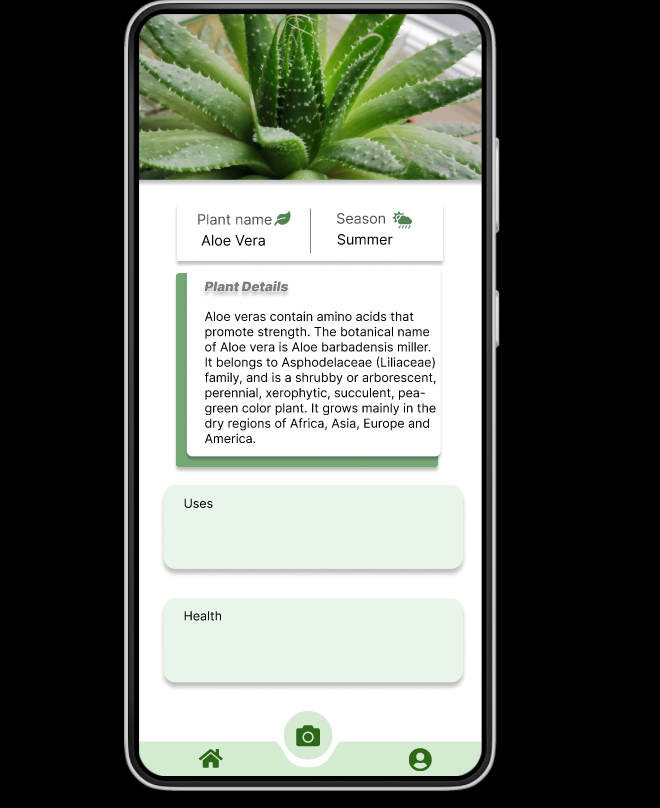 Plant name
Season
Aloe Vera
Summer
Plant Details
Aloe veras contain amino acids that
promote strength. The botanical name
of Aloe vera is Aloe barbadensis miller.
It belongs to Asphodelaceae (Liliaceae)
family, and is a shrubby or arborescent,
perennial, xerophytic, succulent, pea-
green color plant. It grows mainly in the
dry regions of Africa, Asia, Europe and
America.
Uses
Health